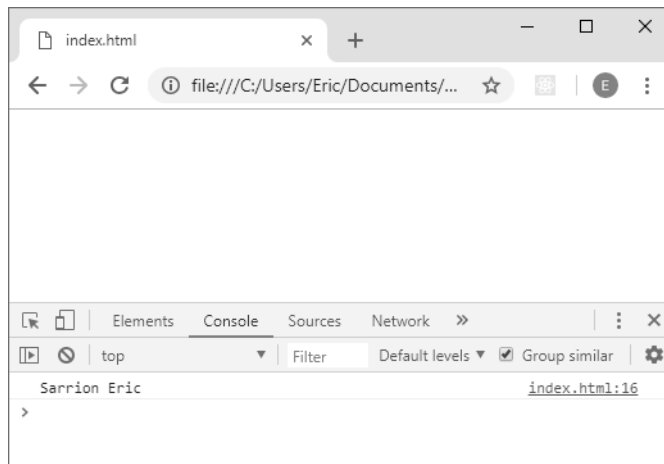 index.html
file:///C:/Users/Eric/Documents/...
E
Elements Console Sources Network
top Filter Default levels Group similar
Sarrion Eric index.html:16